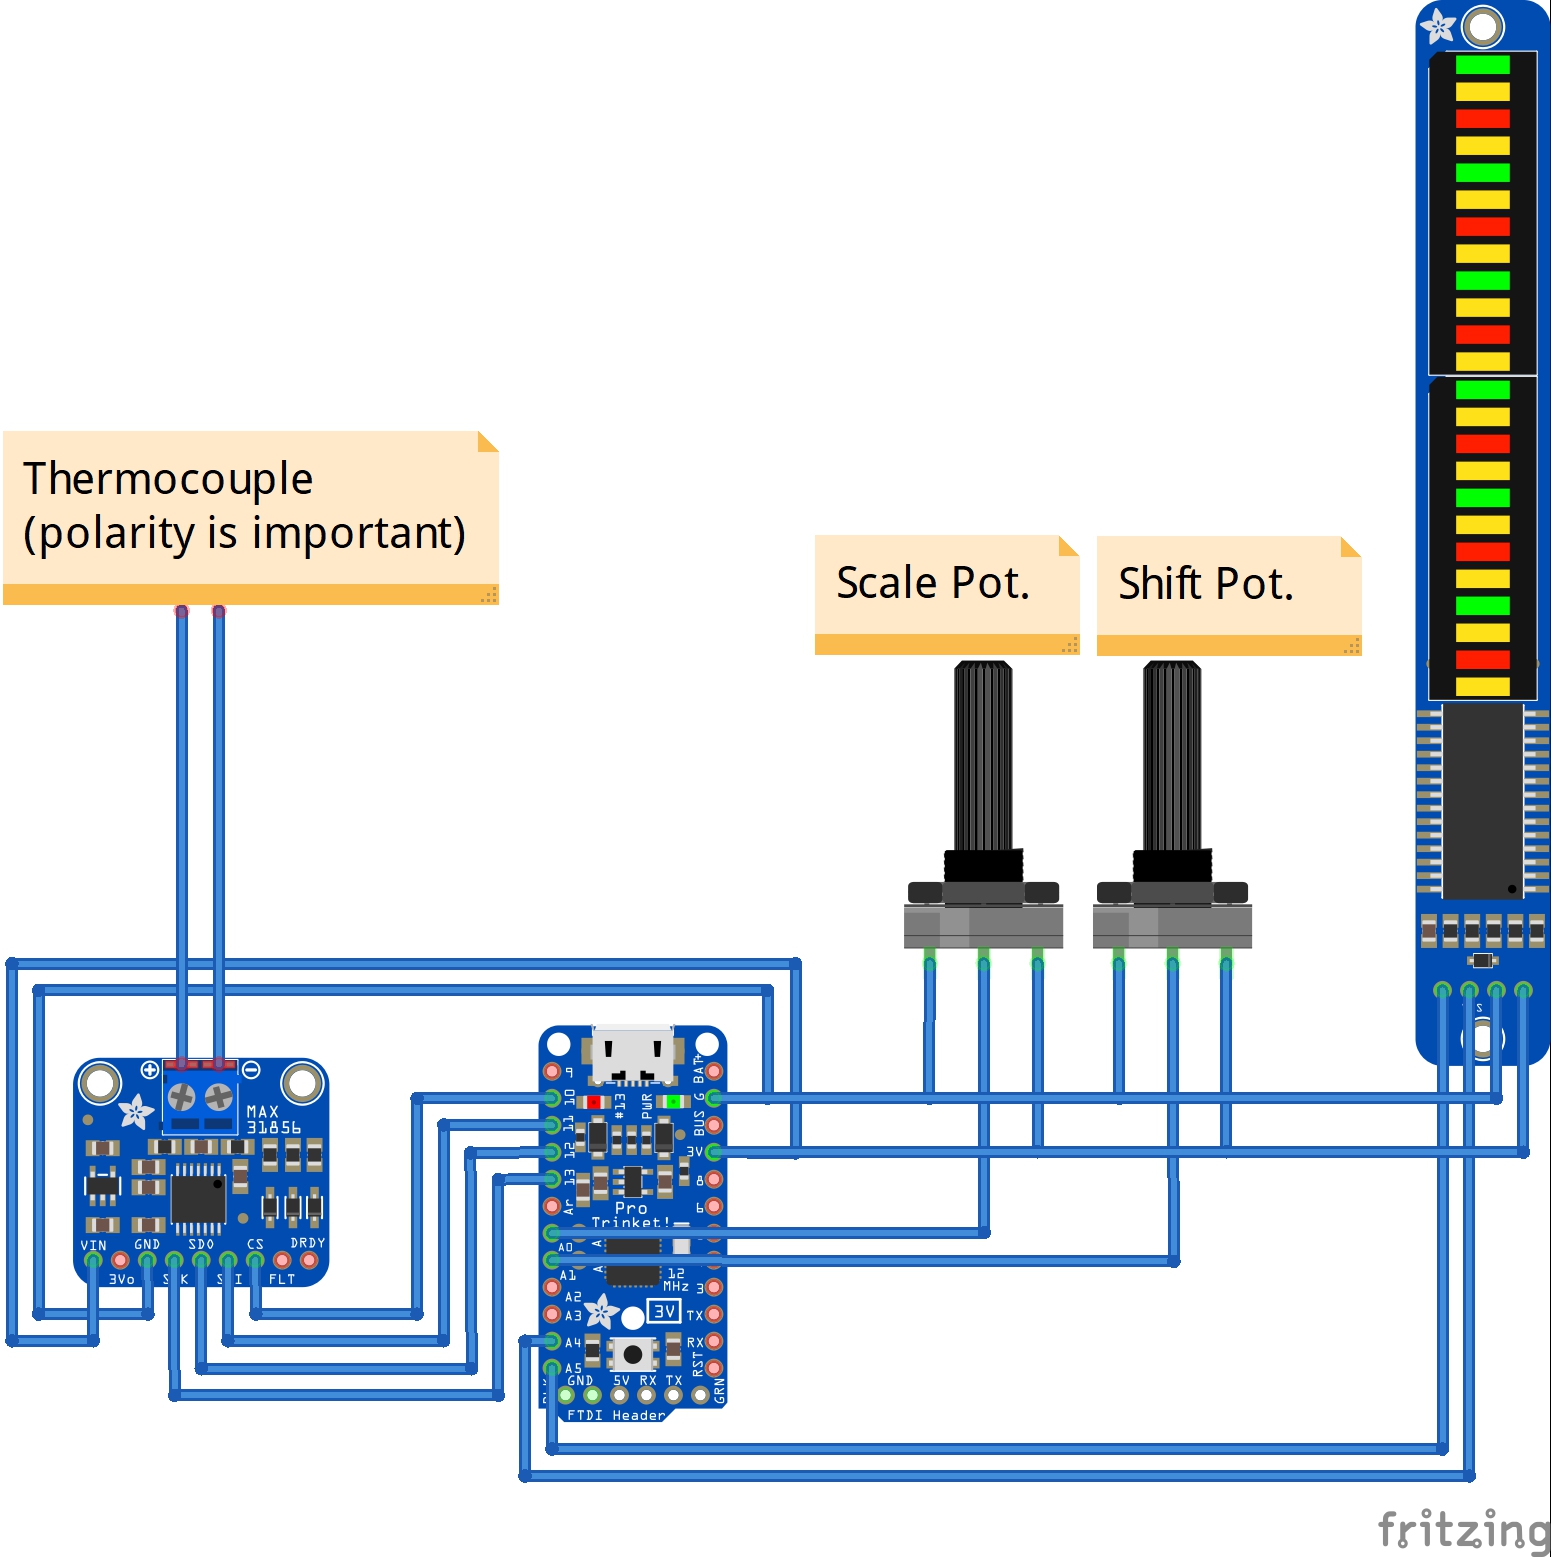 Thermocouple
(polarity is important)
Scale Pot.
Shift Pot.
MAX
31856
VIN
GND
SDO
CS
DRDY
3Vo
FLT
9
10
11
12
13
Ar
A0
A1
A2
A3
A4
A5
#13
PWR
BAT+
G
BUS
3V
8
6
3
TX
RX
RST
Pro
Trinket!
12
MHz
3V
GND
5V
RX
TX
GRN
FTDI Header
fritzing